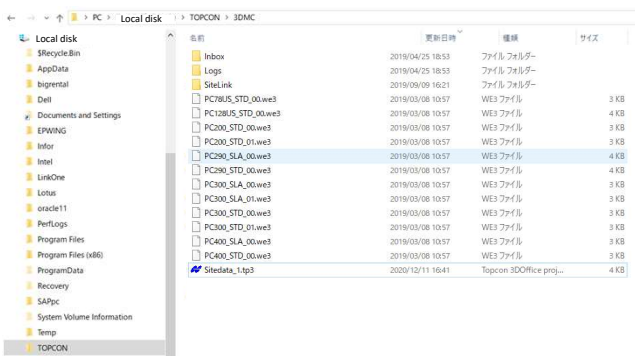 PC > Local disk > TOPCON > 3DMC
Local disk
$Recycle.Bin
AppData
bigrental
Dell
Documents and Settings
EPWING
Infor
Intel
LinkOne
Lotus
oracle11
PerfLogs
Program Files
Program Files (x86)
ProgramData
Recovery
SAPpc
System Volume Information
Temp
TOPCON
名前 更新日時 種類 サイズ
Inbox 2019/04/25 18:53 ファイル フォルダー
Logs 2019/04/25 18:53 ファイル フォルダー
SiteLink 2019/09/09 16:21 ファイル フォルダー
PC78US_STD_00.we3 2019/03/08 10:57 WE3 ファイル 3 KB
PC128US_STD_00.we3 2019/03/08 10:57 WE3 ファイル 4 KB
PC200_STD_00.we3 2019/03/08 10:57 WE3 ファイル 3 KB
PC200_STD_01.we3 2019/03/08 10:57 WE3 ファイル 3 KB
PC290_SLA_00.we3 2019/03/08 10:57 WE3 ファイル 4 KB
PC290_STD_00.we3 2019/03/08 10:57 WE3 ファイル 4 KB
PC300_SLA_00.we3 2019/03/08 10:57 WE3 ファイル 3 KB
PC300_SLA_01.we3 2019/03/08 10:57 WE3 ファイル 3 KB
PC300_STD_00.we3 2019/03/08 10:57 WE3 ファイル 3 KB
PC300_STD_01.we3 2019/03/08 10:57 WE3 ファイル 3 KB
PC400_SLA_00.we3 2019/03/08 10:57 WE3 ファイル 3 KB
PC400_STD_00.we3 2019/03/08 10:57 WE3 ファイル 3 KB
Sitedata_1.tp3 2020/12/11 16:41 Topcon 3DOffice proj... 4 KB